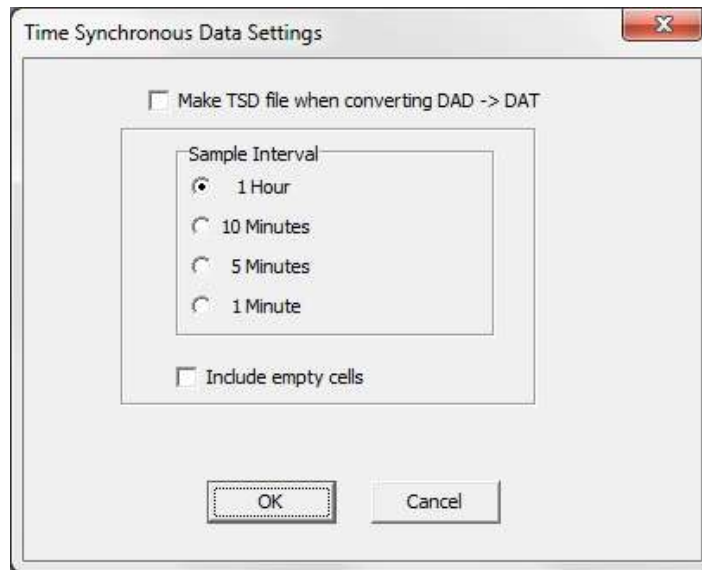 Time Synchronous Data Settings
Make TSD file when converting DAD -> DAT
Sample Interval
1 Hour
10 Minutes
5 Minutes
1 Minute
Include empty cells
OK Cancel